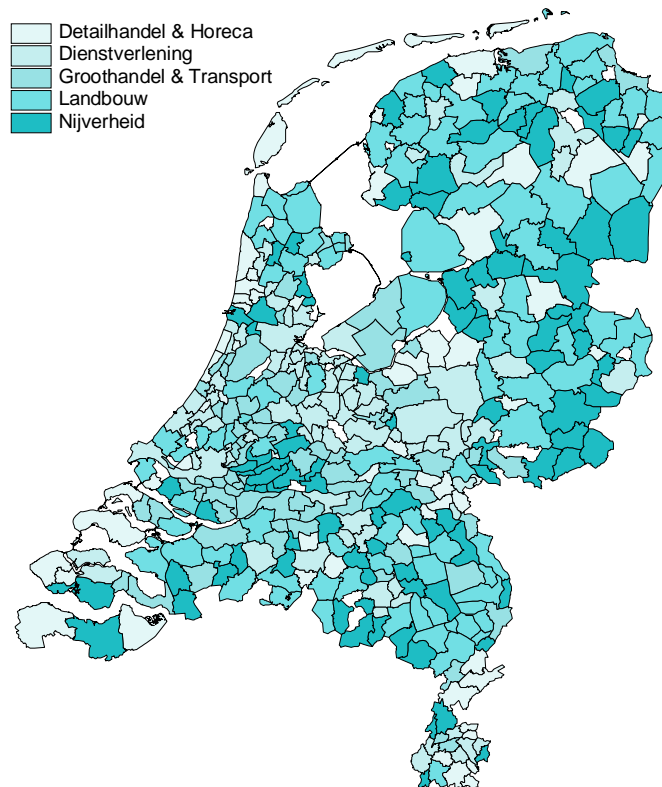 Detailhandel & Horeca
Dienstverlening
Groothandel & Transport
Landbouw
Nijverheid